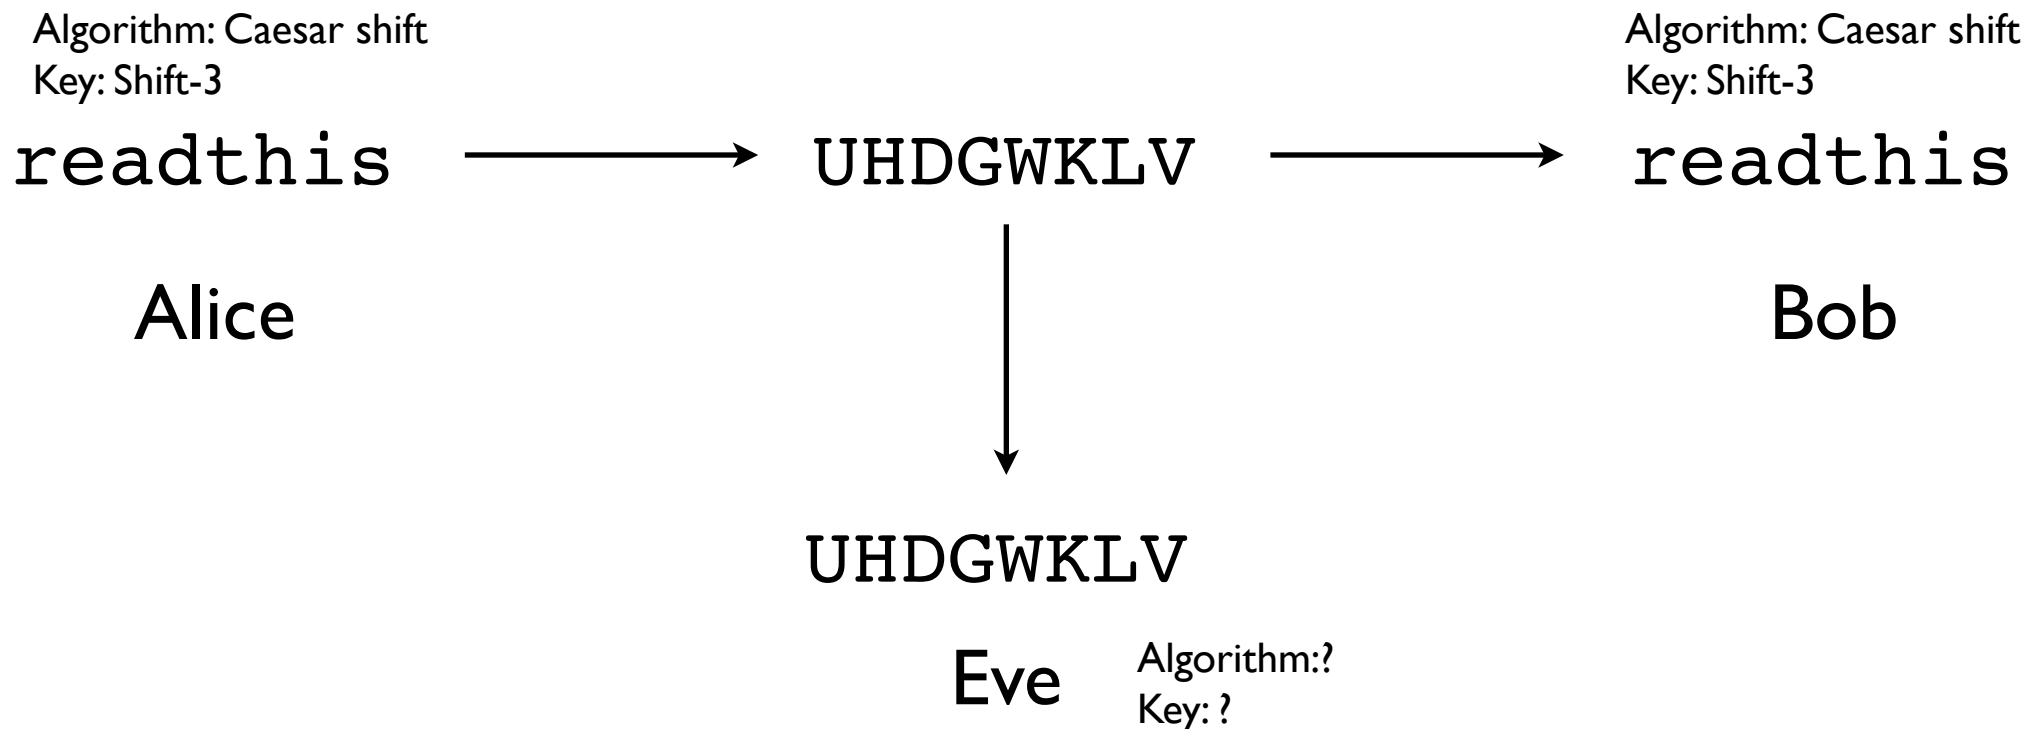 Algorithm: Caesar shift
Key: Shift-3
readthis
Alice
UHDGWKLV
Algorithm: Caesar shift
Key: Shift-3
readthis
Bob
UHDGWKLV
Eve
Algorithm:?
Key: ?